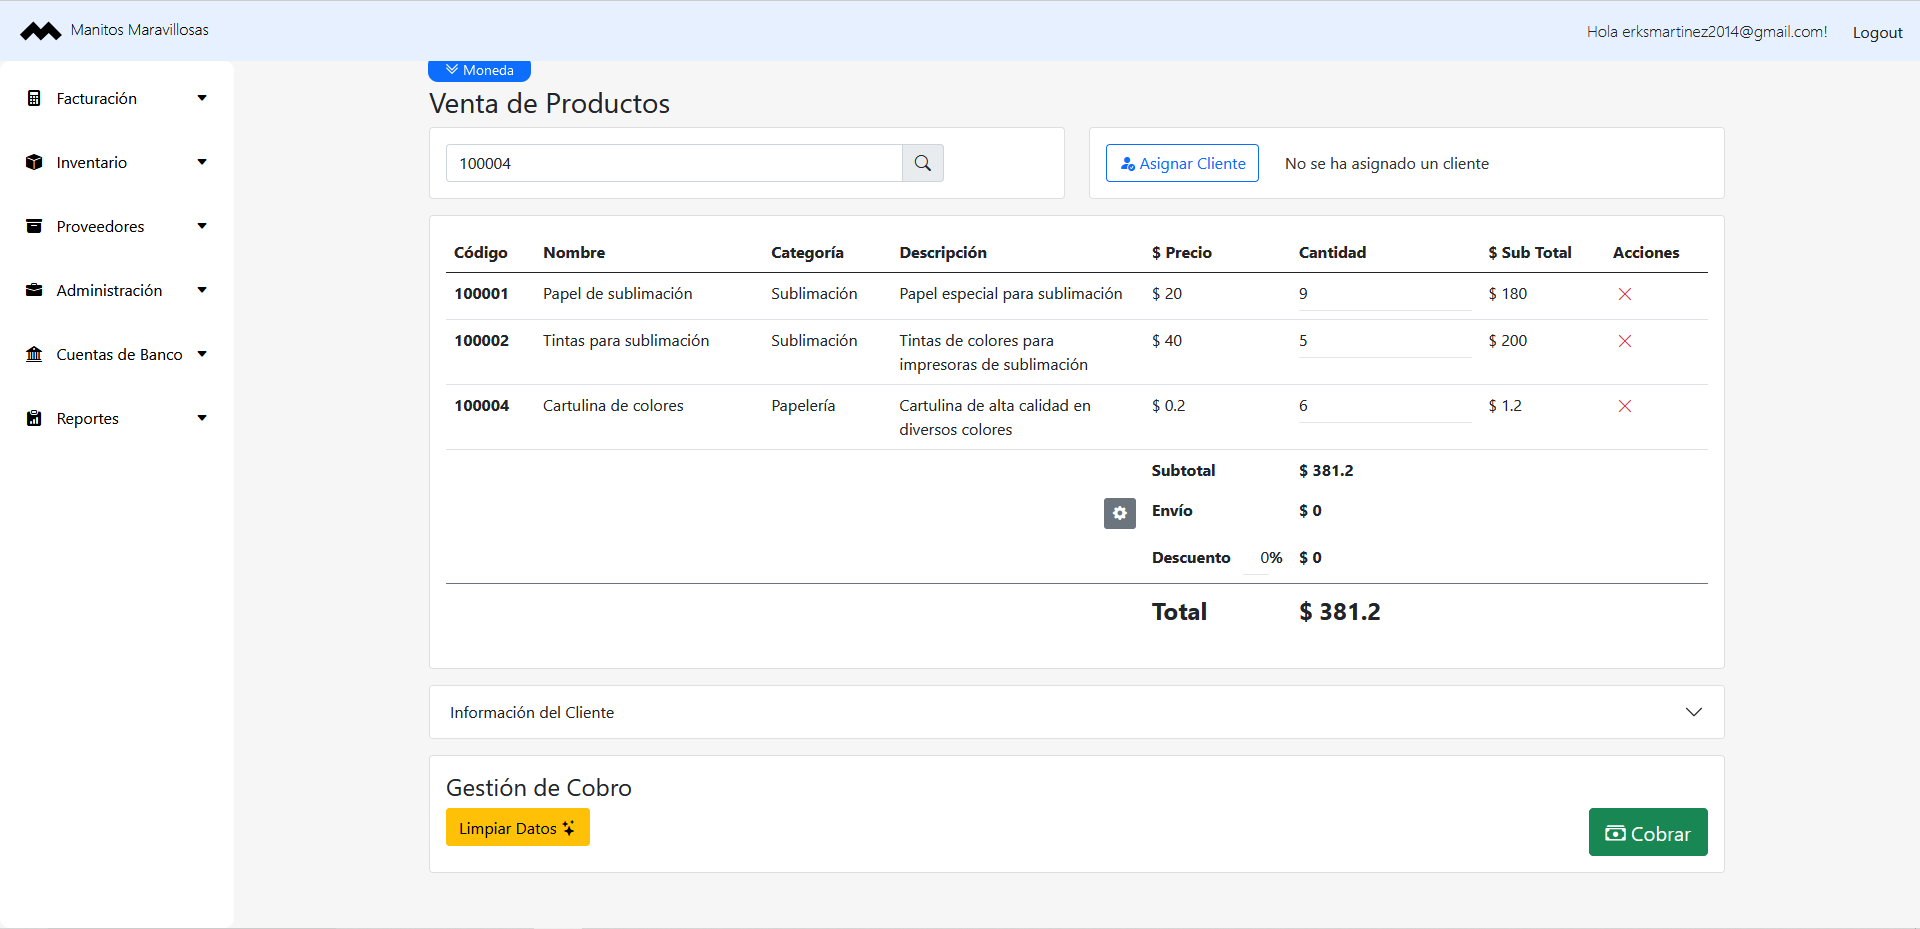 Manitos Maravillosas
Hola erksmartinez2014@gmail.com!
Logout
Facturación
Inventario
Proveedores
Administración
Cuentas de Banco
Reportes
Moneda
Venta de Productos
100004
Asignar Cliente
No se ha asignado un cliente
Código Nombre Categoría Descripción $ Precio Cantidad $ Sub Total Acciones
100001 Papel de sublimación Sublimación Papel especial para sublimación $ 20 9 $ 180
100002 Tintas para sublimación Sublimación Tintas de colores para $ 40 5 $ 200
impresoras de sublimación
100004 Cartulina de colores Papelería Cartulina de alta calidad en $ 0.2 6 $ 1.2
diversos colores
Subtotal $ 381.2
Envío $ 0
Descuento 0% $ 0
Total $ 381.2
Información del Cliente
Gestión de Cobro
Limpiar Datos
Cobrar